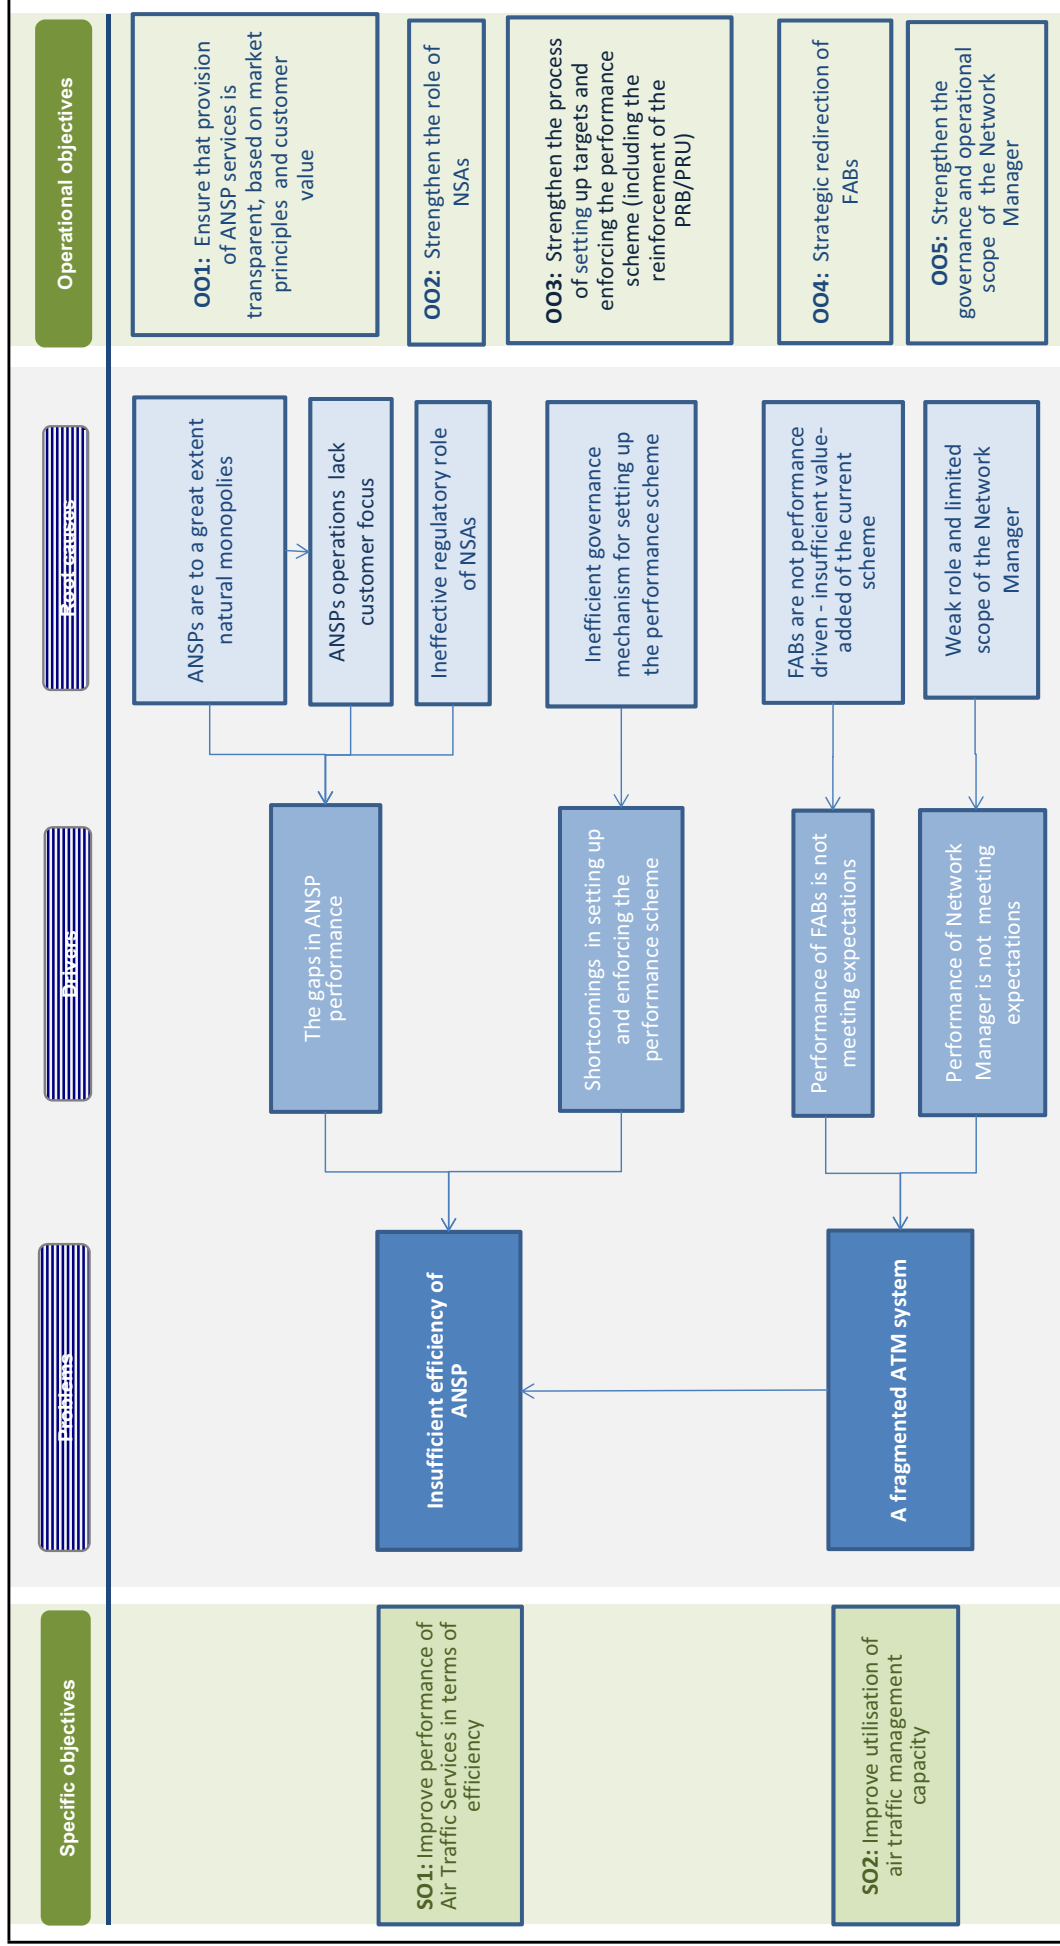 Specific objectives
Problems
Drivers
Root causes
Operational objectives
SO1: Improve performance of
Air Traffic Services in terms of
efficiency
SO2: Improve utilisation of
air traffic management
capacity
Insufficient efficiency of
ANSP
A fragmented ATM system
The gaps in ANSP
performance
Shortcomings in setting up
and enforcing the
performance scheme
Performance of FABs is not
meeting expectations
Performance of Network
Manager is not meeting
expectations
ANSPs are to a great extent
natural monopolies
ANSPs operations lack
customer focus
Ineffective regulatory role
of NSAs
Inefficient governance
mechanism for setting up
the performance scheme
FABs are not performance
driven - insufficient value-
added of the current
scheme
Weak role and limited
scope of the Network
Manager
OO1: Ensure that provision
of ANSP services is
transparent, based on market
principles and customer
value
OO2: Strengthen the role of
NSAs
OO3: Strengthen the process
of setting up targets and
enforcing the performance
scheme (including the
reinforcement of the
PRB/PRU)
OO4: Strategic redirection of
FABs
OO5: Strengthen the
governance and operational
scope of the Network
Manager